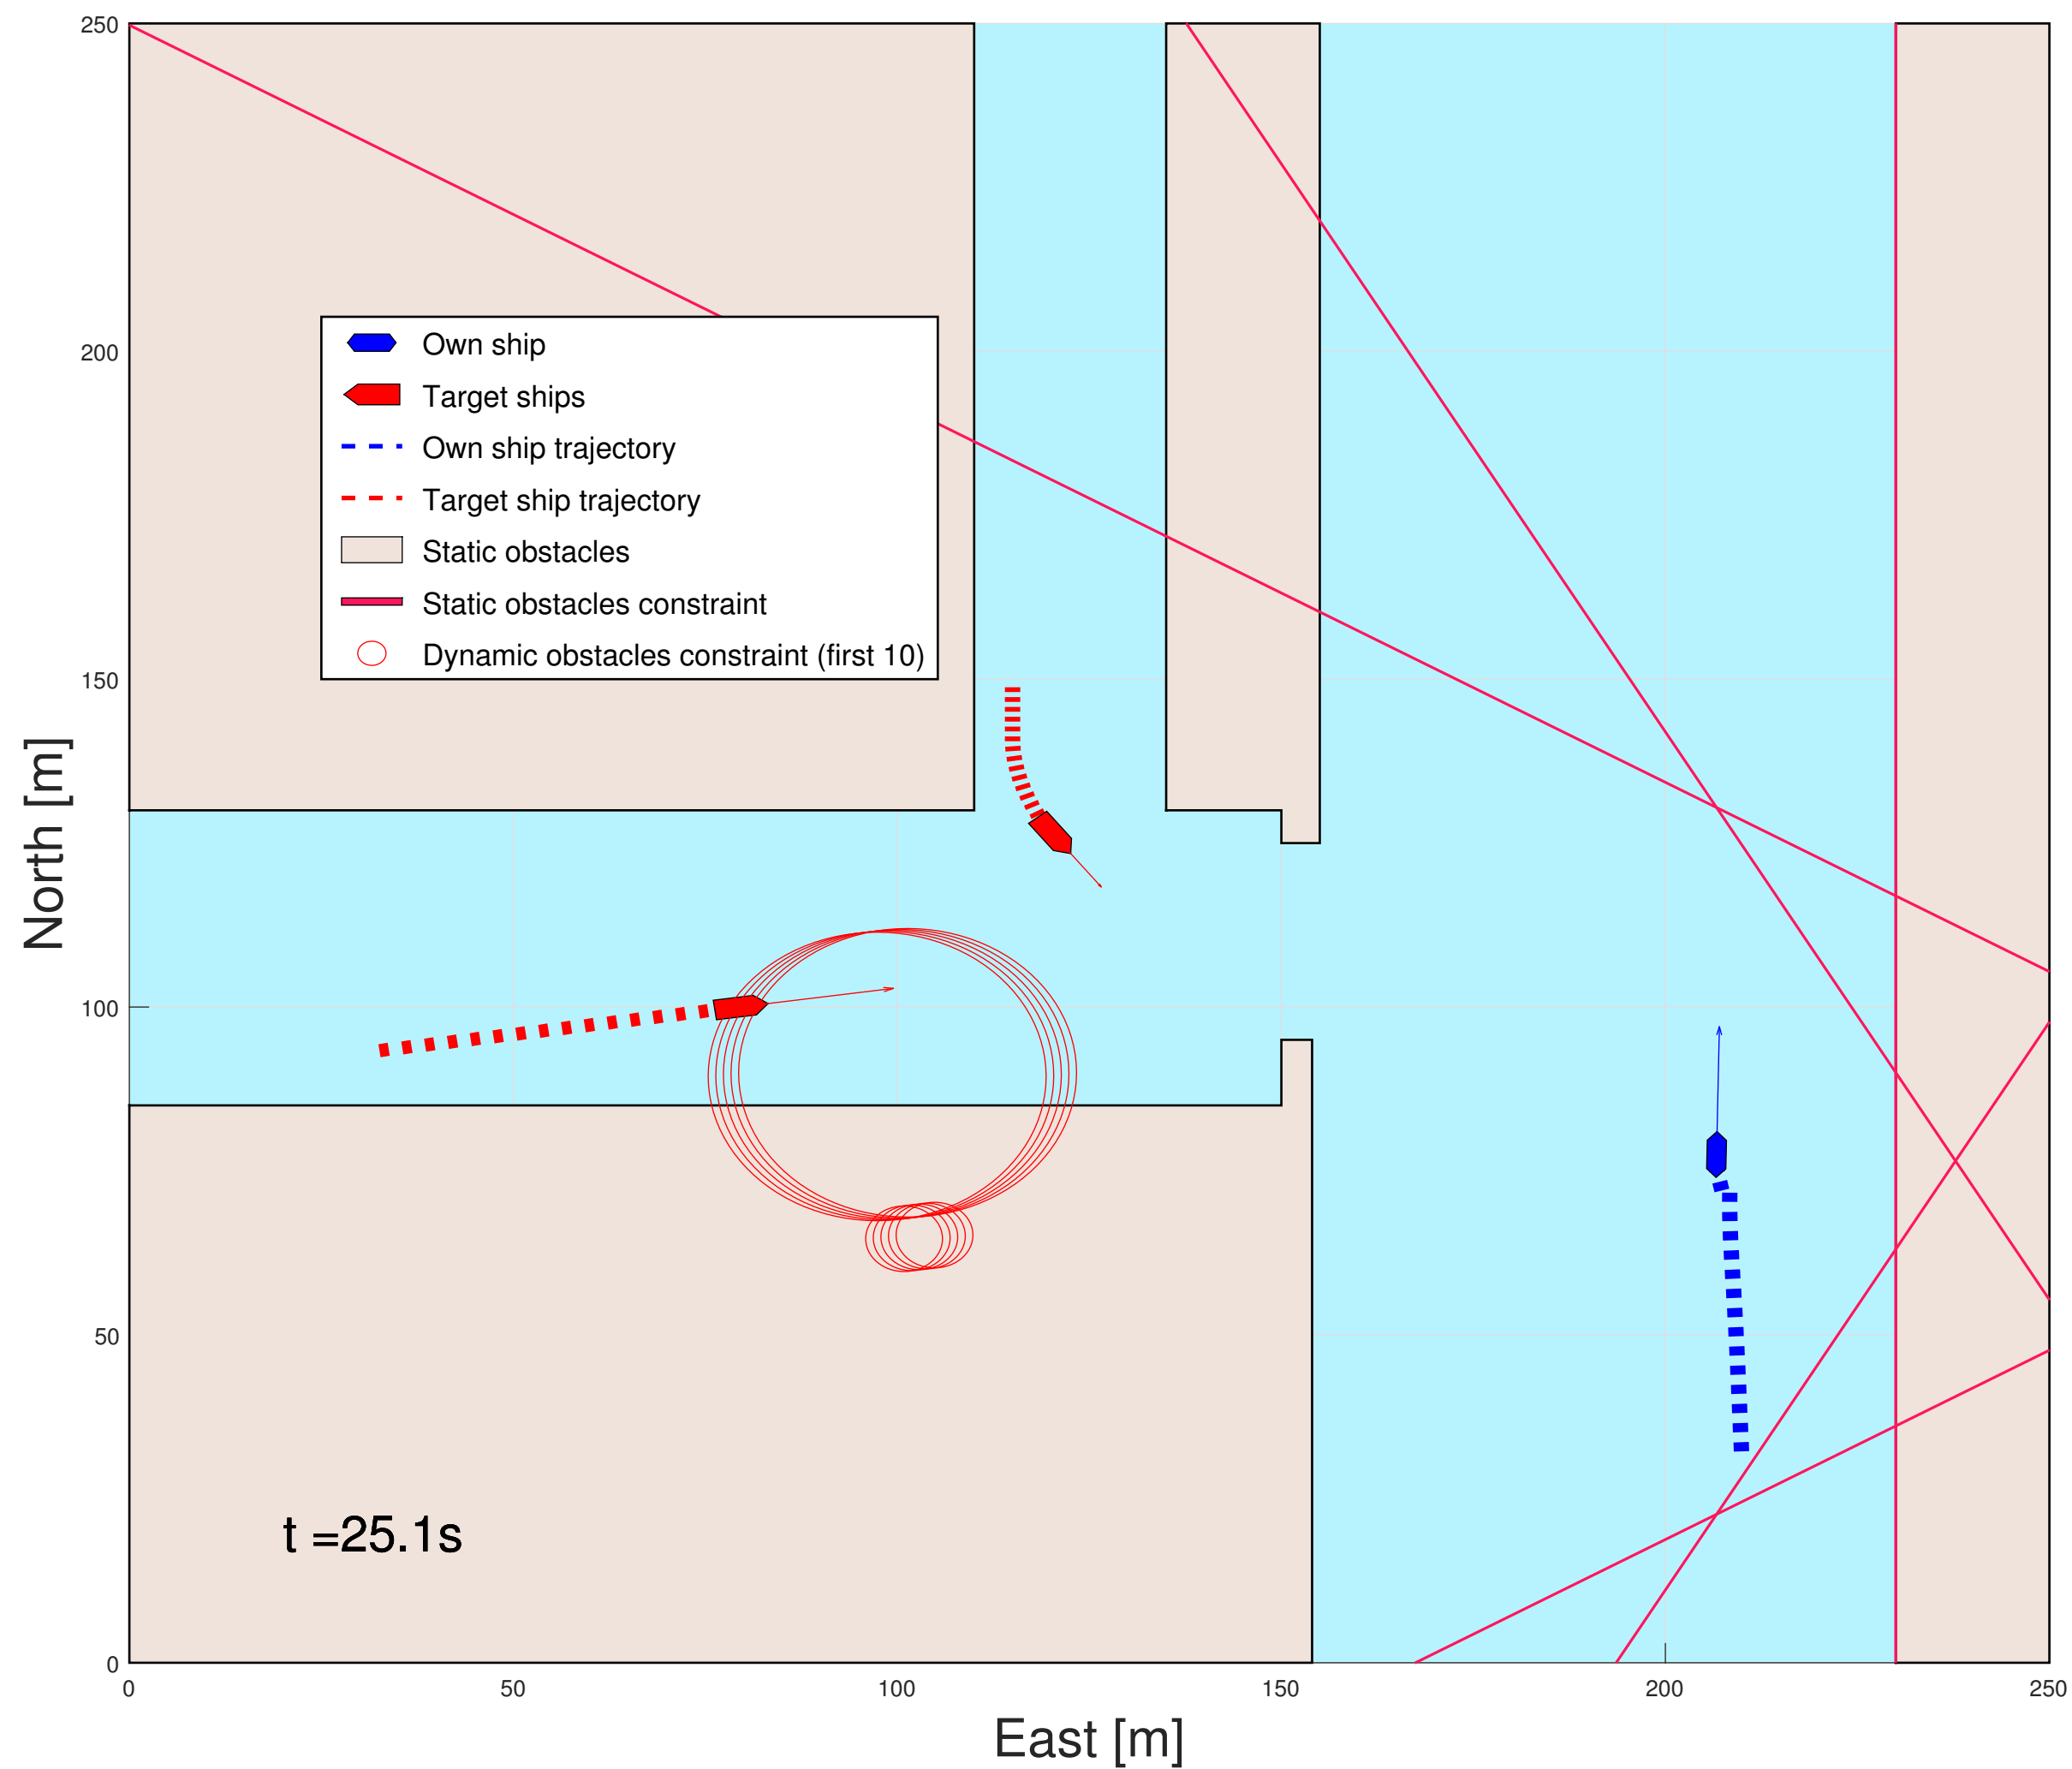 250
200
150
100
50
0
North [m]
Own ship
Target ships
Own ship trajectory
Target ship trajectory
Static obstacles
Static obstacles constraint
Dynamic obstacles constraint (first 10)
t =25.1s
0 50 100 150 200 250
East [m]